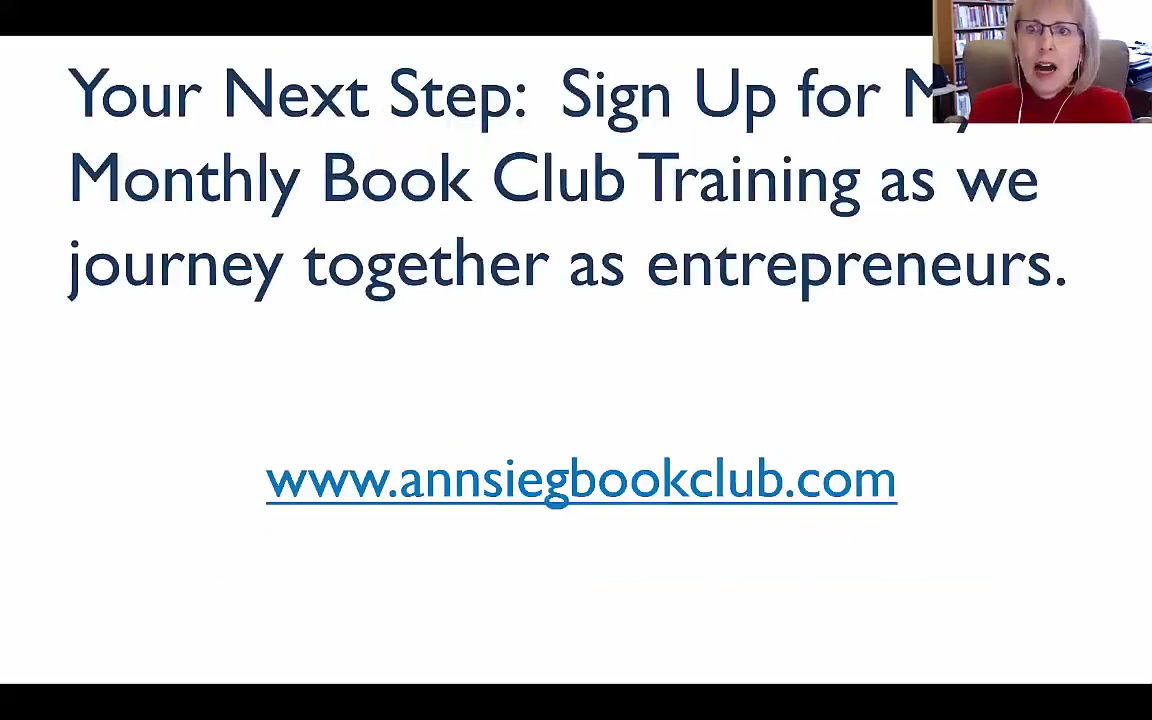 Your Next Step: Sign Up for My
Monthly Book Club Training as we
journey together as entrepreneurs.
www.annsiegbookclub.com